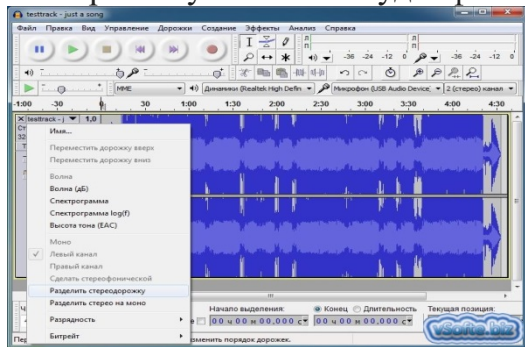 testtrack - just a song
Файл Правка Вид Управление Дорожки Создание Эффекты Анализ Справка
-36 -24 -12 0
-36 -24 -12 0
MME
Динамики (Realtek High Defin
Микрофон (USB Audio Device)
2 (стерео) канал
-1:00 -30 0 30 1:00 1:30 2:00 2:30 3:00 3:30 4:00 4:30
testtrack - j 1,0
Имя...
Переместить дорожку вверх
Переместить дорожку вниз
Волна
Волна (дБ)
Спектрограмма
Спектрограмма log(f)
Высота тона (EAC)
Моно
Левый канал
Правый канал
Сделать стереофонической
Разделить стереодорожку
Разделить стерео на моно
Разрядность
Битрейт
Начало выделения: Конец Длительность Текущая позиция:
00 ч 00 м 00,000 с 00 ч 00 м 00,000 с
зменить порядок дорожек.
vSofte.biz